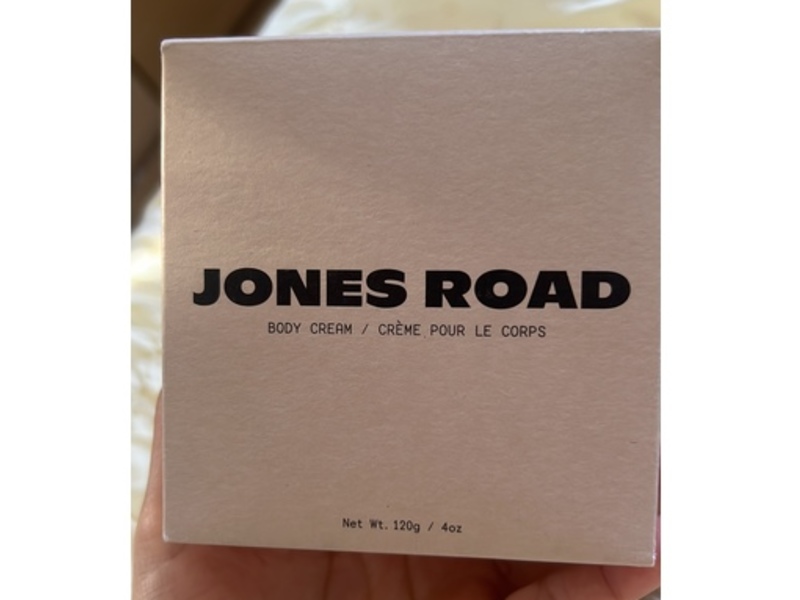 JONES ROAD
BODY CREAM / CRÈME POUR LE CORPS
Net Wt. 120g / 4oz